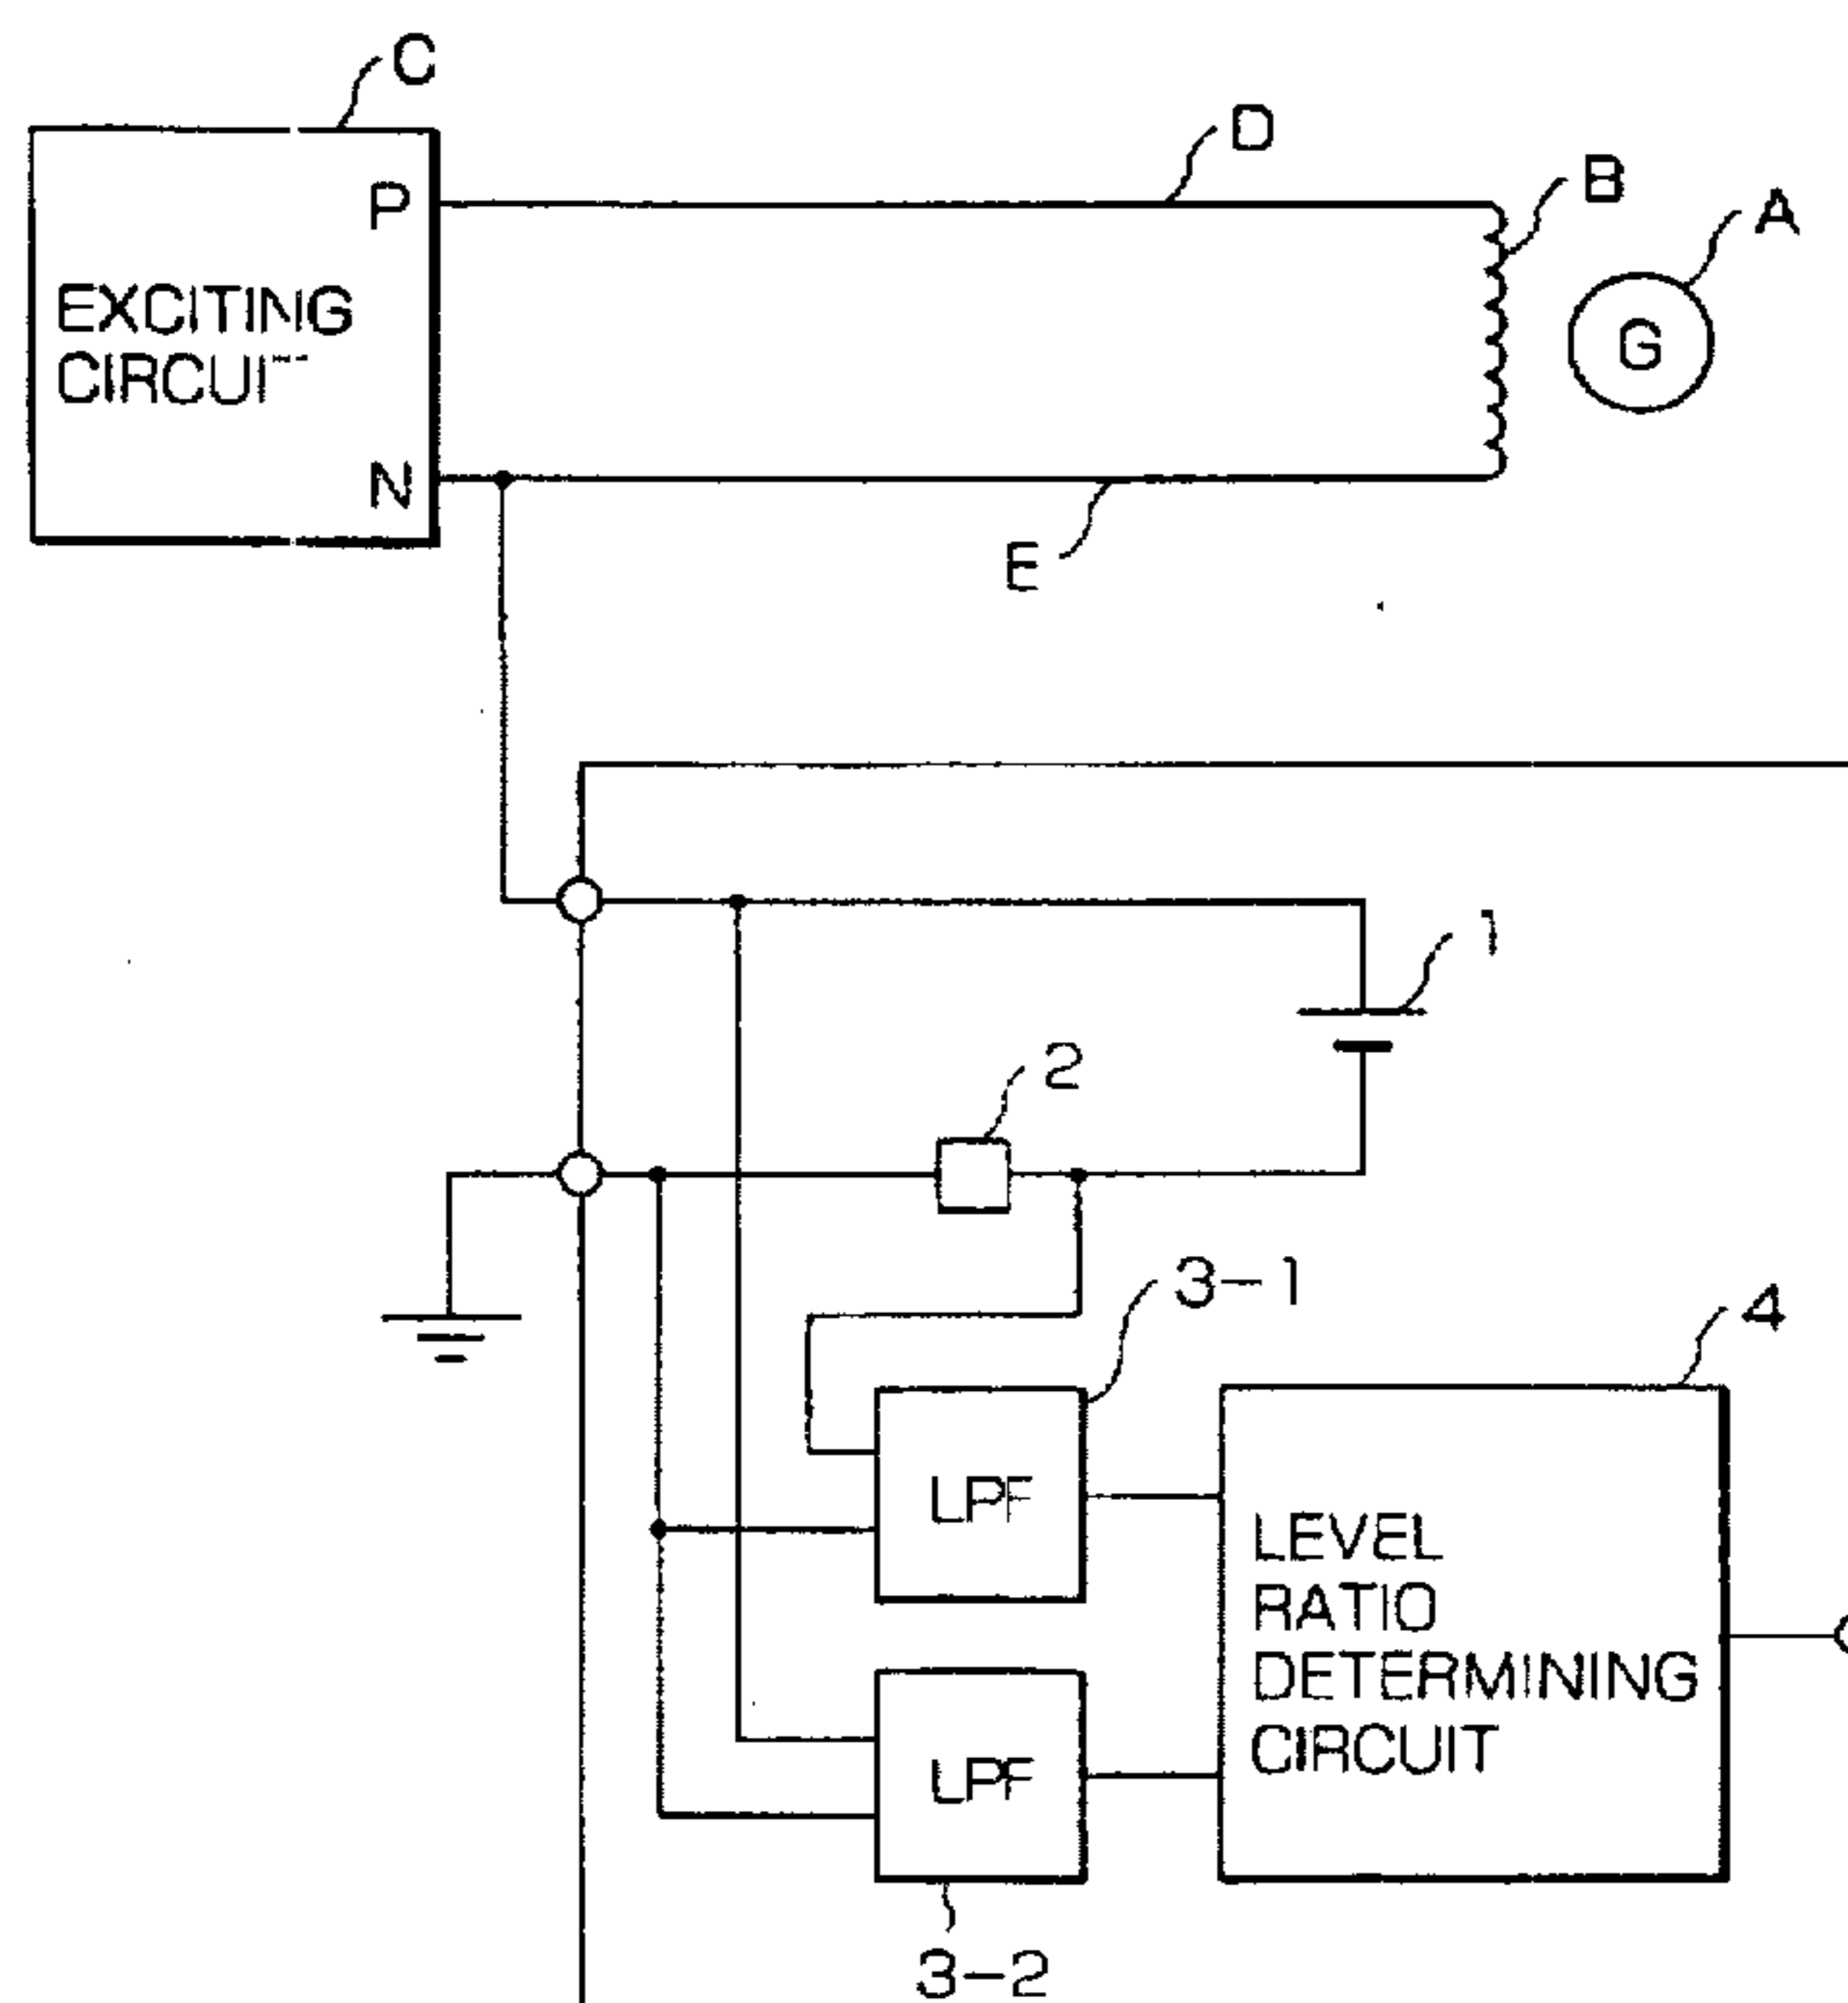 C
D
B
A
P
EXCITING
CIRCUIT
G
N
E
1
2
3-1
4
LPF
LEVEL
RATIO
DETERMINING
CIRCUIT
LPF
3-2